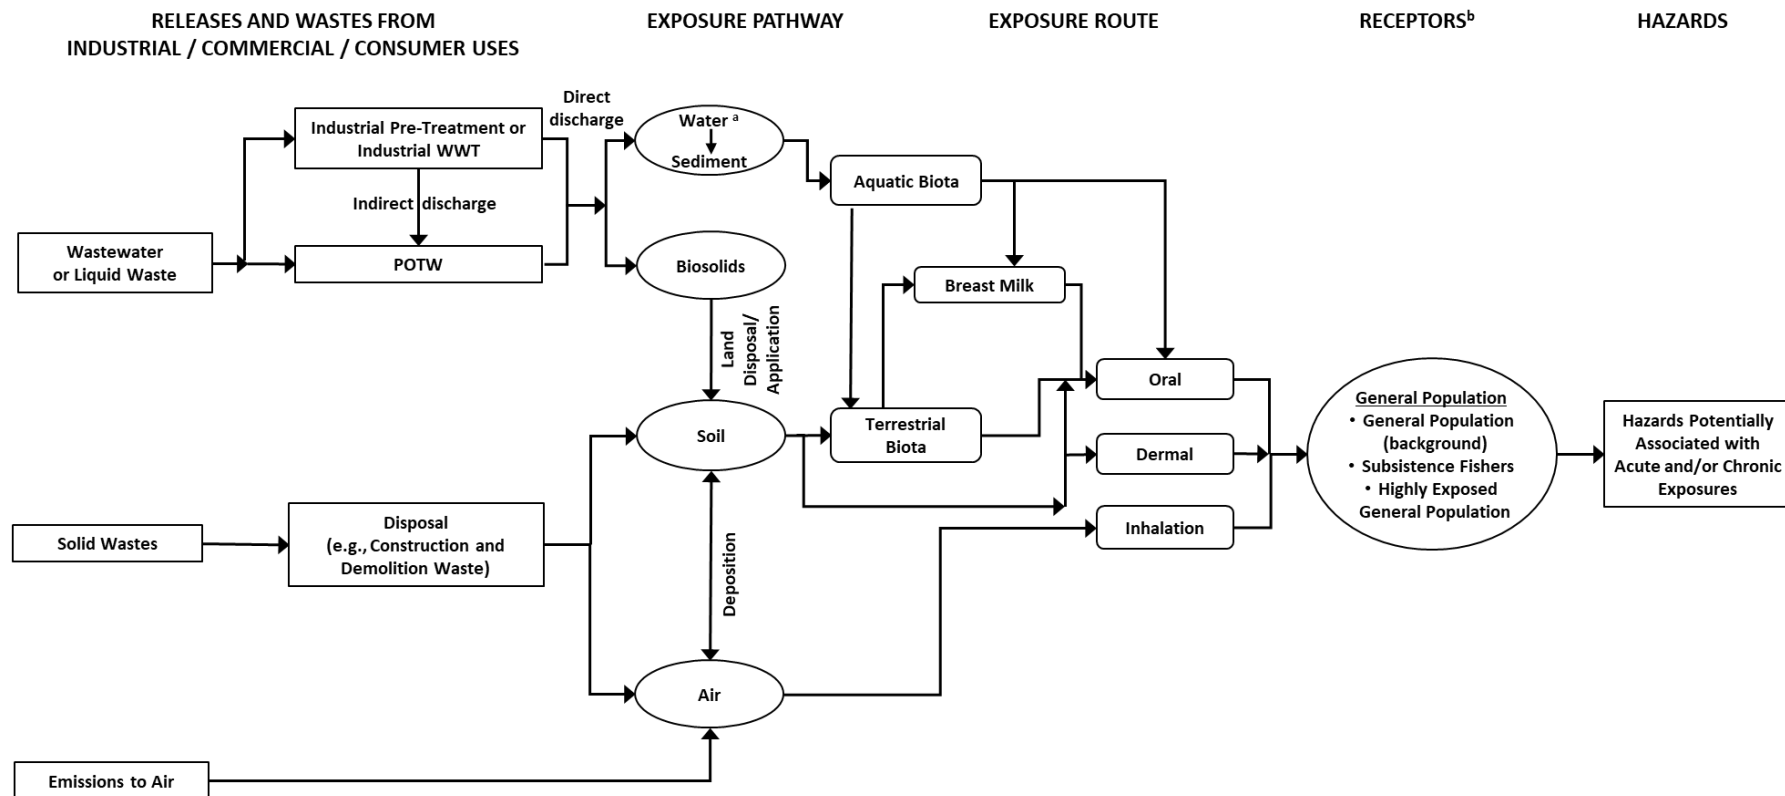 RELEASES AND WASTES FROM
INDUSTRIAL / COMMERCIAL / CONSUMER USES
EXPOSURE PATHWAY
EXPOSURE ROUTE
RECEPTORSᵇ
HAZARDS
Direct
discharge
Industrial Pre-Treatment or
Industrial WWT
Indirect discharge
POTW
Wastewater
or Liquid Waste
Water ᵃ
Sediment
Biosolids
Land
Disposal/
Application
Aquatic Biota
Breast Milk
Soil
Terrestrial
Biota
Oral
Dermal
Inhalation
General Population
• General Population
(background)
• Subsistence Fishers
• Highly Exposed
General Population
Hazards Potentially
Associated with
Acute and/or Chronic
Exposures
Solid Wastes
Disposal
(e.g., Construction and
Demolition Waste)
Deposition
Air
Emissions to Air